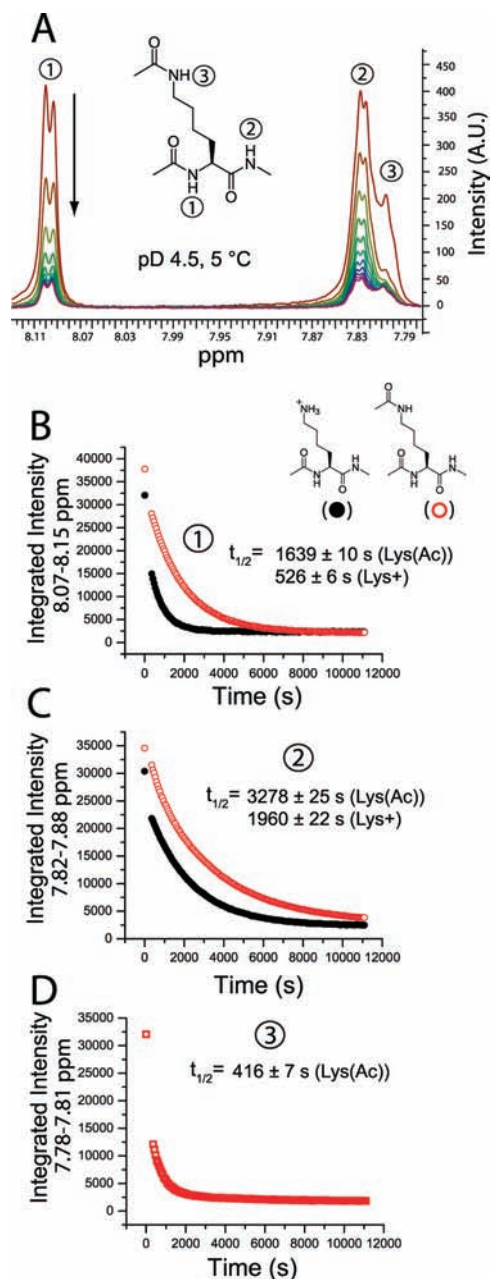 A
O
NH
③
①
②
③
H
N
②
N
H
O
O
①
pD 4.5, 5 °C
Intensity (A.U.)
450
400
350
300
250
200
150
100
50
0
8.11
8.07
8.03
7.99
7.95
7.91
7.87
7.83
7.79
ppm
B
Integrated Intensity
8.07-8.15 ppm
40000
35000
30000
25000
20000
15000
10000
5000
0
+NH3
O
N
H
H
N
O
(●)
O
NH
O
N
H
H
N
O
(○)
①
t1/2= 1639 ± 10 s (Lys(Ac))
526 ± 6 s (Lys+)
0 2000 4000 6000 8000 10000 12000
Time (s)
C
Integrated Intensity
7.82-7.88 ppm
35000
30000
25000
20000
15000
10000
5000
0
②
t1/2= 3278 ± 25 s (Lys(Ac))
1960 ± 22 s (Lys+)
0 2000 4000 6000 8000 10000 12000
Time (s)
D
Integrated Intensity
7.78-7.81 ppm
35000
30000
25000
20000
15000
10000
5000
0
③
t1/2= 416 ± 7 s (Lys(Ac))
0 2000 4000 6000 8000 10000 12000
Time (s)